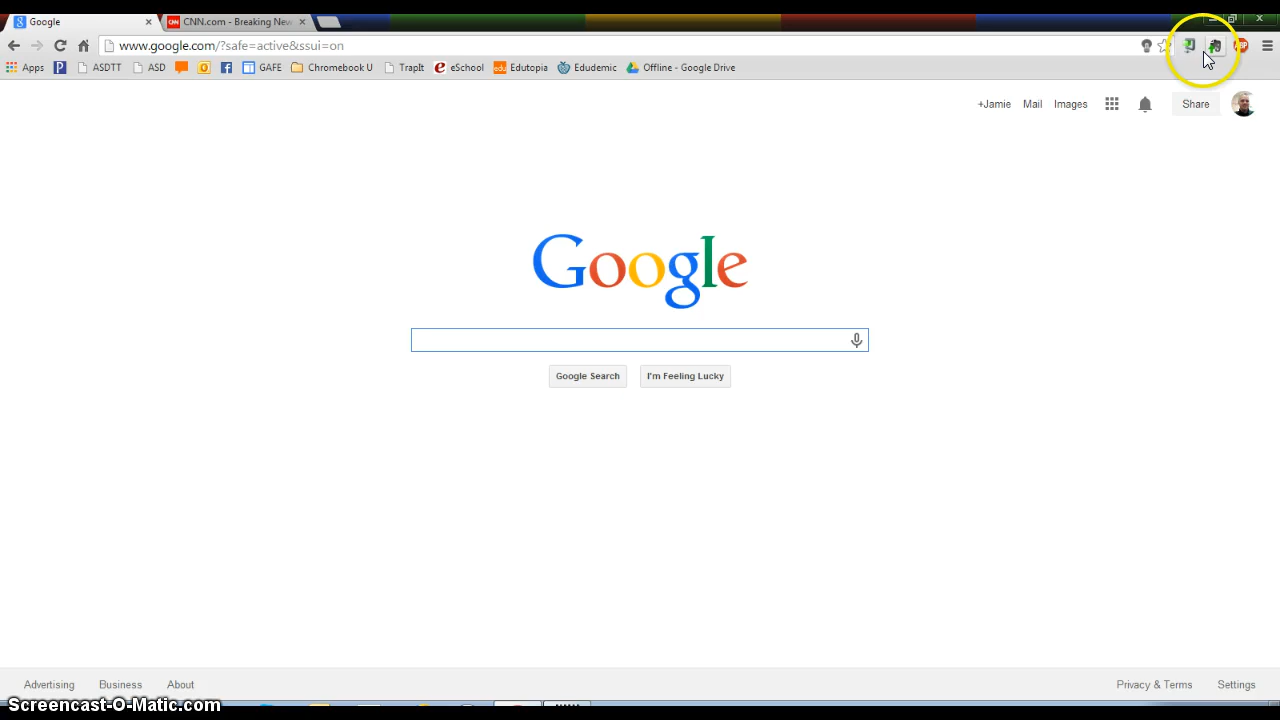 Google
CNN.com - Breaking New
www.google.com/?safe=active&ssui=on
ABP
Apps ASDTT ASD GAFE Chromebook U TrapIt eSchool Edutopia Edudemic Offline - Google Drive
+Jamie Mail Images Share
Google
Google Search I'm Feeling Lucky
Advertising Business About Privacy & Terms Settings
Screencast-O-Matic.com